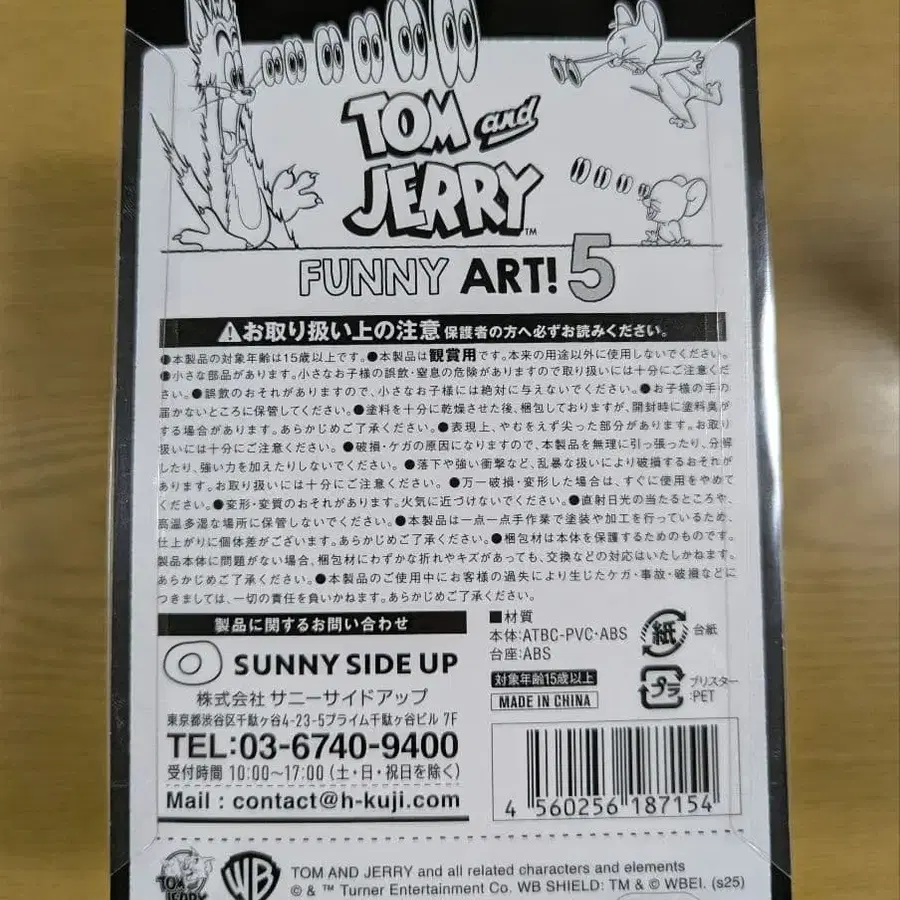 TOM and
JERRY™
FUNNY ART! 5
⚠お取り扱い上の注意 保護者の方へ必ずお読みください。
●本製品の対象年齢は15歳以上です。●本製品は観賞用です。本来の用途以外に使用しないでください。
●小さな部品があります。小さなお子様の誤飲・窒息の危険がありますので取り扱いには十分にご注意くださ
い。●誤飲のおそれがありますので、小さなお子様には絶対に与えないでください。●お子様の手の
届かないところに保管してください。●塗料を十分に乾燥させた後、梱包しておりますが、開封時に塗料臭が
する場合があります。あらかじめご了承ください。●表現上、やむをえず尖った部分があります。お取り
扱いには十分にご注意ください。●破損・ケガの原因になりますので、本製品を無理に引っ張ったり、分解
したり、強い力を加えたりしないでください。●落下や強い衝撃など、乱暴な扱いにより破損するおそれが
あります。お取り扱いには十分にご注意ください。●万一破損・変形した場合は、すぐに使用をやめて
ください。●変形・変質のおそれがあります。火気に近づけないでください。●直射日光の当たるところや、
高温多湿な場所に保管しないでください。●本製品は一点一点手作業で塗装や加工を行っているため、
仕上がりに個体差がございます。あらかじめご了承ください。●梱包材は本体を保護するためのものです。
製品本体に問題がない場合、梱包材にわずかな折れやキズがあっても、交換などの対応はいたしかねます。
あらかじめご了承ください。●本製品のご使用中にお客様の過失により生じたケガ・事故・破損などに
つきましては、一切の責任を負いかねます。あらかじめご了承ください。
製品に関するお問い合わせ
SUNNY SIDE UP
株式会社 サニーサイドアップ
東京都渋谷区千駄ヶ谷4-23-5プライム千駄ヶ谷ビル 7F
TEL:03-6740-9400
受付時間 10:00〜17:00(土・日・祝日を除く)
Mail : contact@h-kuji.com
■材質
本体:ATBC-PVC・ABS
台座:ABS
対象年齢15歳以上
MADE IN CHINA
紙 台紙
プラ ブリスター
:PET
4 560256 187154
TOM and JERRY
WB
TOM AND JERRY and all related characters and elements
© & ™ Turner Entertainment Co. WB SHIELD: TM & © WBEI. (s25)